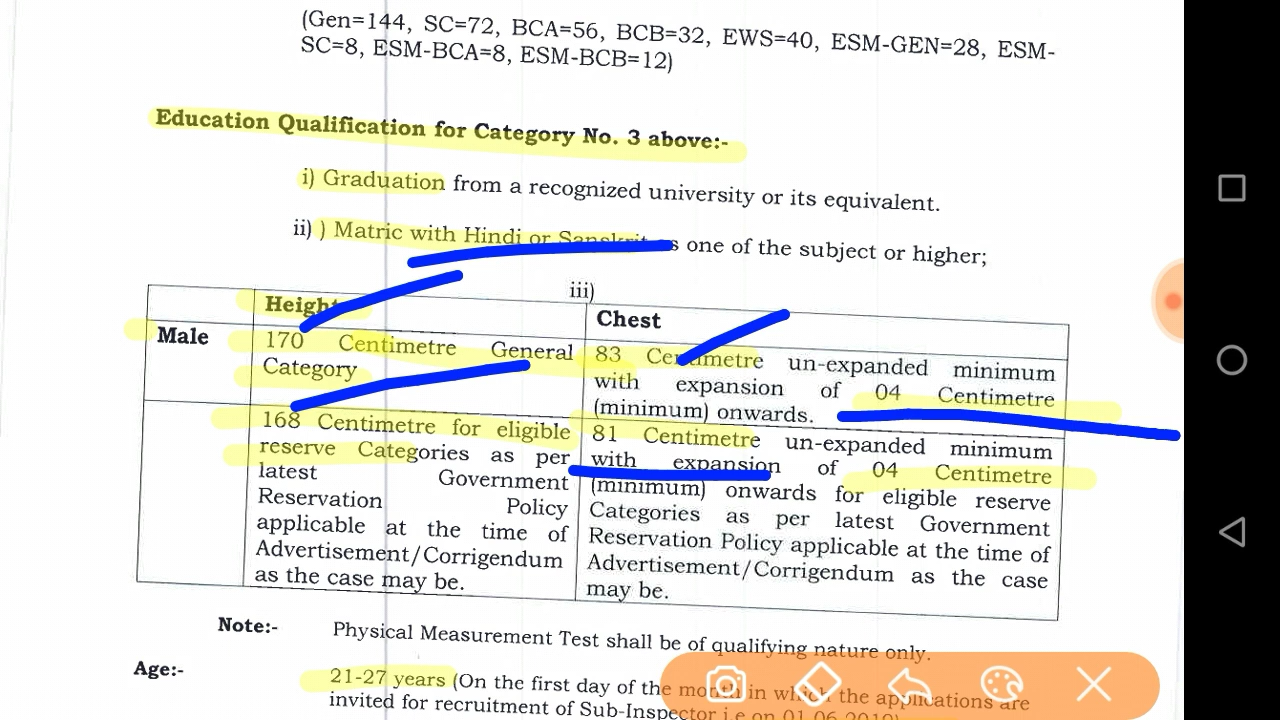 (Gen=144, SC=72, BCA=56, BCB=32, EWS=40, ESM-GEN=28, ESM-
SC=8, ESM-BCA=8, ESM-BCB=12)
Education Qualification for Category No. 3 above:-
i) Graduation from a recognized university or its equivalent.
ii) ) Matric with Hindi or Sanskrit as one of the subject or higher;
iii)
Height
Chest
Male
170 Centimetre General
Category
83 Centimetre un-expanded minimum
with expansion of 04 Centimetre
(minimum) onwards.
168 Centimetre for eligible
reserve Categories as per
latest Government
Reservation Policy
applicable at the time of
Advertisement/Corrigendum
as the case may be.
81 Centimetre un-expanded minimum
with expansion of 04 Centimetre
(minimum) onwards for eligible reserve
Categories as per latest Government
Reservation Policy applicable at the time of
Advertisement/Corrigendum as the case
may be.
Note:- Physical Measurement Test shall be of qualifying nature only.
Age:- 21-27 years (On the first day of the month in which the applications are
invited for recruitment of Sub-Inspector i.e on 01.06.2019)